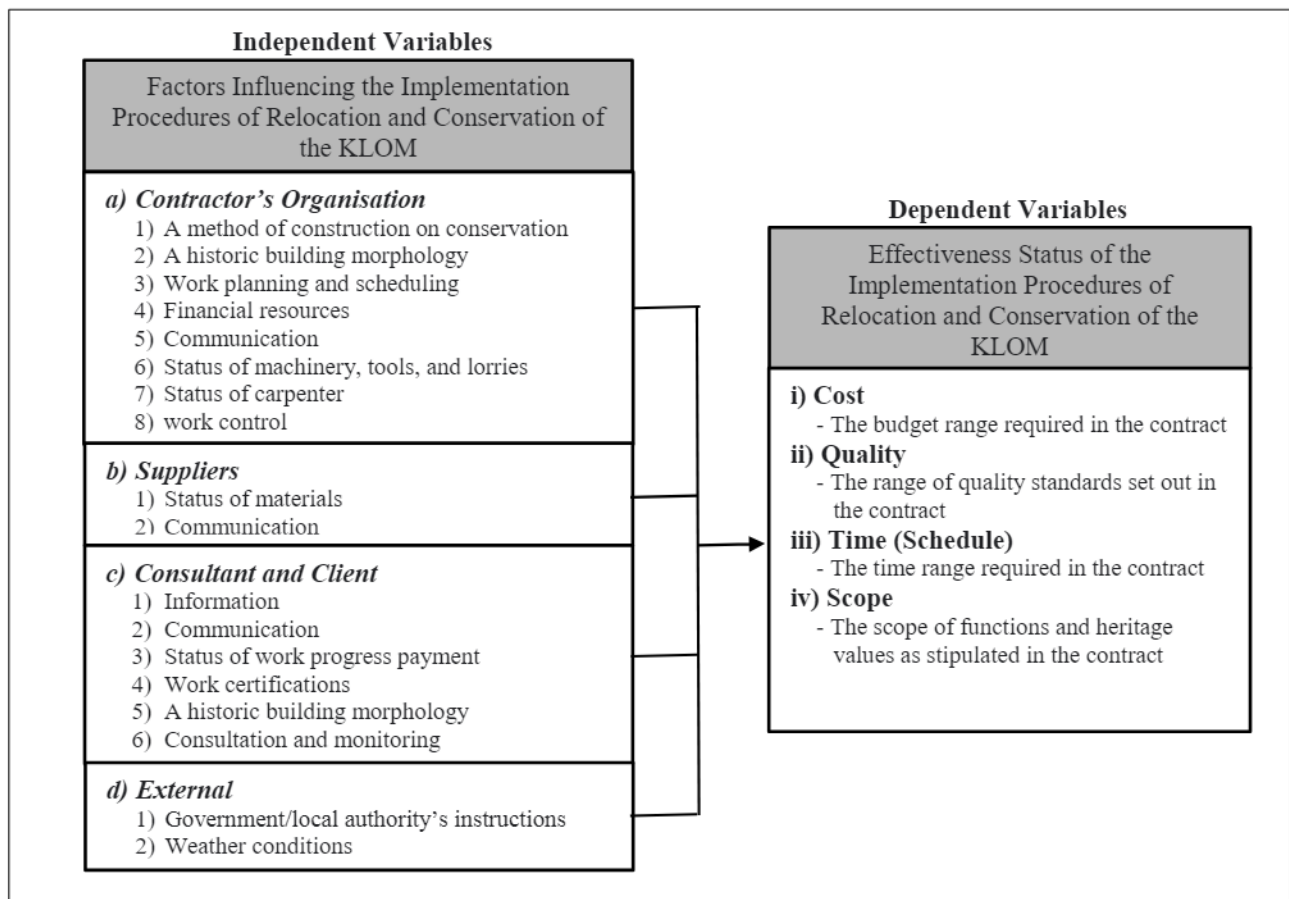 Independent Variables
Factors Influencing the Implementation
Procedures of Relocation and Conservation of
the KLOM
a) Contractor’s Organisation
1) A method of construction on conservation
2) A historic building morphology
3) Work planning and scheduling
4) Financial resources
5) Communication
6) Status of machinery, tools, and lorries
7) Status of carpenter
8) work control
b) Suppliers
1) Status of materials
2) Communication
c) Consultant and Client
1) Information
2) Communication
3) Status of work progress payment
4) Work certifications
5) A historic building morphology
6) Consultation and monitoring
d) External
1) Government/local authority’s instructions
2) Weather conditions
Dependent Variables
Effectiveness Status of the
Implementation Procedures of
Relocation and Conservation of the
KLOM
i) Cost
- The budget range required in the contract
ii) Quality
- The range of quality standards set out in
the contract
iii) Time (Schedule)
- The time range required in the contract
iv) Scope
- The scope of functions and heritage
values as stipulated in the contract